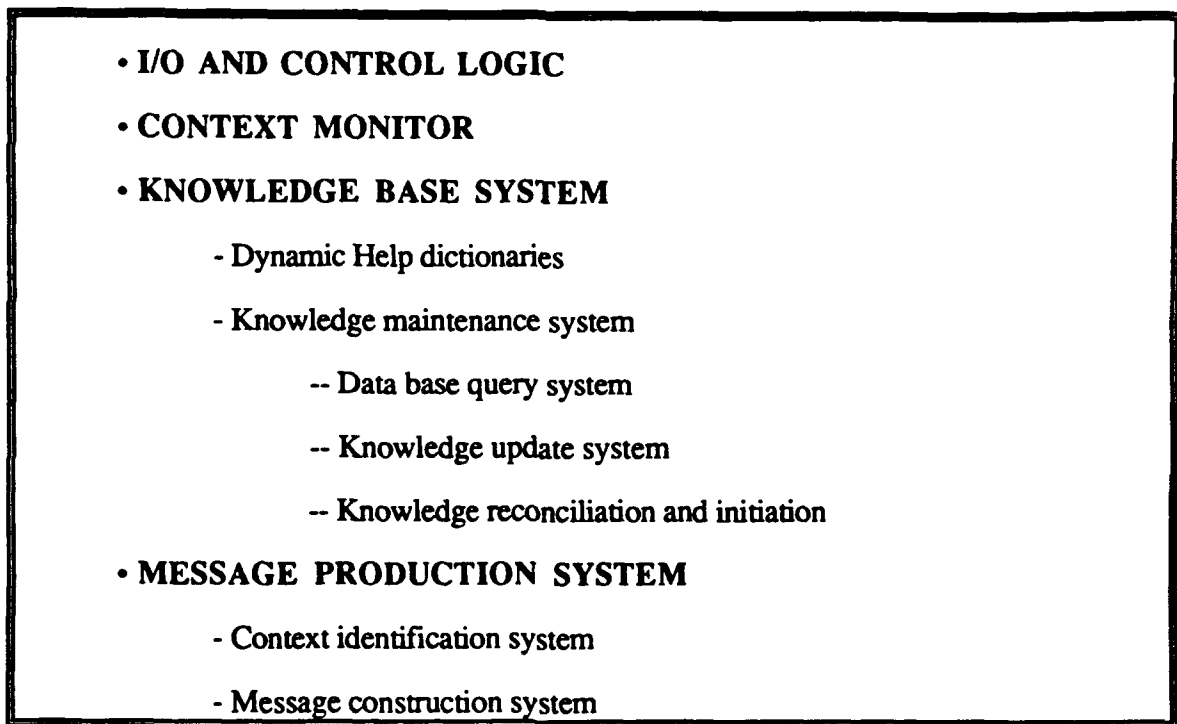 • I/O AND CONTROL LOGIC
• CONTEXT MONITOR
• KNOWLEDGE BASE SYSTEM
- Dynamic Help dictionaries
- Knowledge maintenance system
-- Data base query system
-- Knowledge update system
-- Knowledge reconciliation and initiation
• MESSAGE PRODUCTION SYSTEM
- Context identification system
- Message construction system